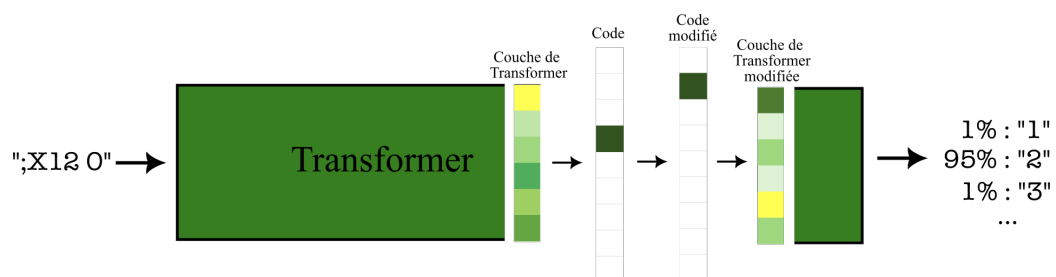 ";X12 0"
Transformer
Couche de
Transformer
Code
Code
modifié
Couche de
Transformer
modifiée
1% : "1"
95% : "2"
1% : "3"
...